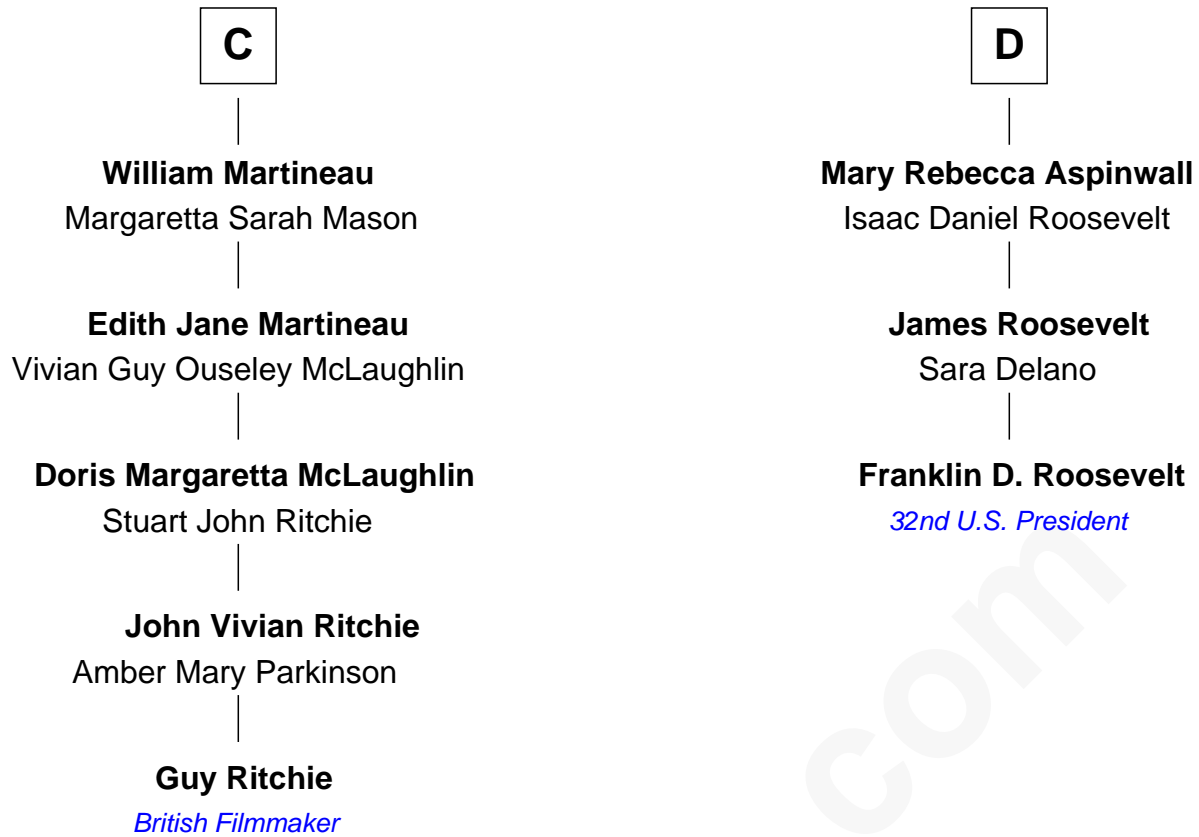 C
William Martineau
Margaretta Sarah Mason
Edith Jane Martineau
Vivian Guy Ouseley McLaughlin
Doris Margaretta McLaughlin
Stuart John Ritchie
John Vivian Ritchie
Amber Mary Parkinson
Guy Ritchie
British Filmmaker
D
Mary Rebecca Aspinwall
Isaac Daniel Roosevelt
James Roosevelt
Sara Delano
Franklin D. Roosevelt
32nd U.S. President
com